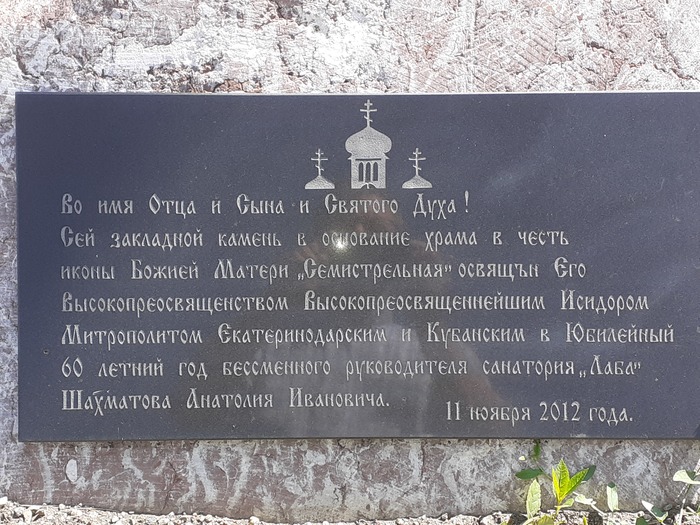 Во имя Отца и Сына и Святого Духа!
Сей закладной камень в основание храма в честь
иконы Божией Матери „Семистрельная” освящън Его
Высокопреосвященством Высокопреосвященнейшим Исидором
Митрополитом Екатеринодарским и Кубанским в Юбилейный
60 летний год бессменного руководителя санатория „Лаба”
Шахматова Анатолия Ивановича. 11 ноября 2012 года.